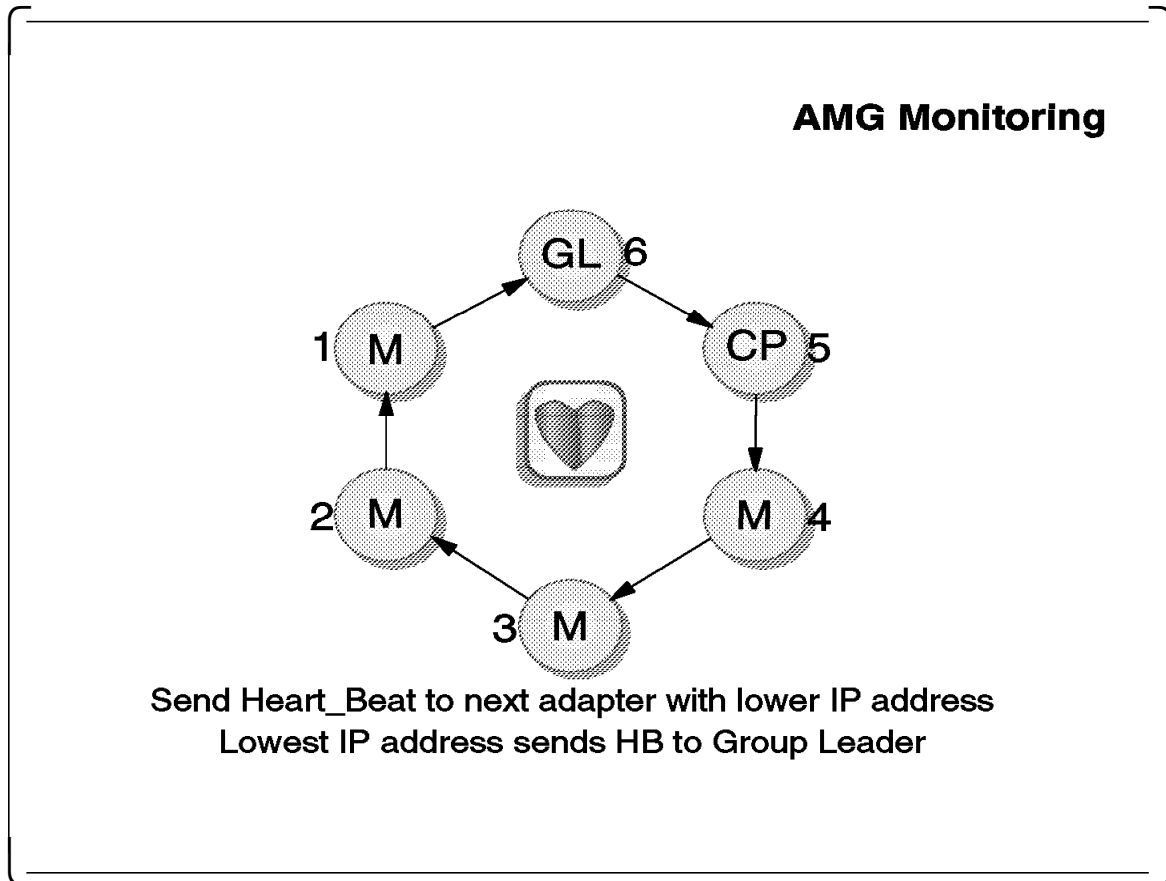 AMG Monitoring
GL 6
1 M
CP 5
2 M
M 4
3 M
Send Heart_Beat to next adapter with lower IP address
Lowest IP address sends HB to Group Leader